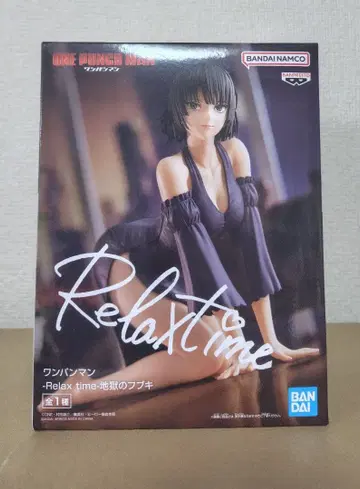 ONE PUNCH MAN
ワンパンマン
BANDAI NAMCO
BANPRESTO
Relax time
ワンパンマン
-Relax time-地獄のフブキ
全1種
BANDAI